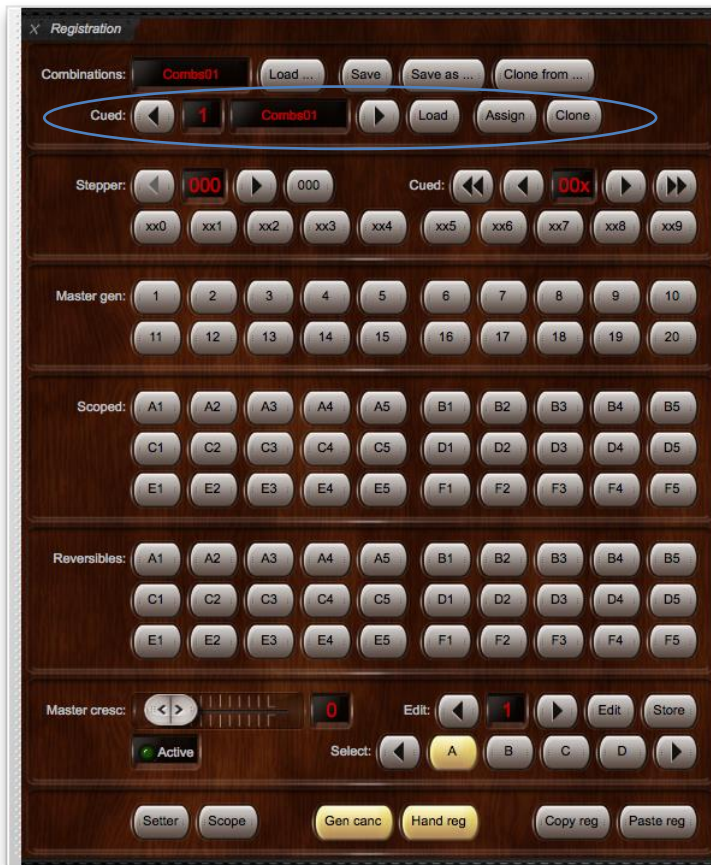 X Registration
Combinations: Combs01 Load ... Save Save as ... Clone from ...
Cued: 1 Combs01 Load Assign Clone
Stepper: 000 000 Cued: 00x
xx0 xx1 xx2 xx3 xx4 xx5 xx6 xx7 xx8 xx9
Master gen: 1 2 3 4 5 6 7 8 9 10
11 12 13 14 15 16 17 18 19 20
Scoped: A1 A2 A3 A4 A5 B1 B2 B3 B4 B5
C1 C2 C3 C4 C5 D1 D2 D3 D4 D5
E1 E2 E3 E4 E5 F1 F2 F3 F4 F5
Reversibles: A1 A2 A3 A4 A5 B1 B2 B3 B4 B5
C1 C2 C3 C4 C5 D1 D2 D3 D4 D5
E1 E2 E3 E4 E5 F1 F2 F3 F4 F5
Master cresc: < > 0 Edit: 1 Edit Store
Active Select: A B C D
Setter Scope Gen canc Hand reg Copy reg Paste reg